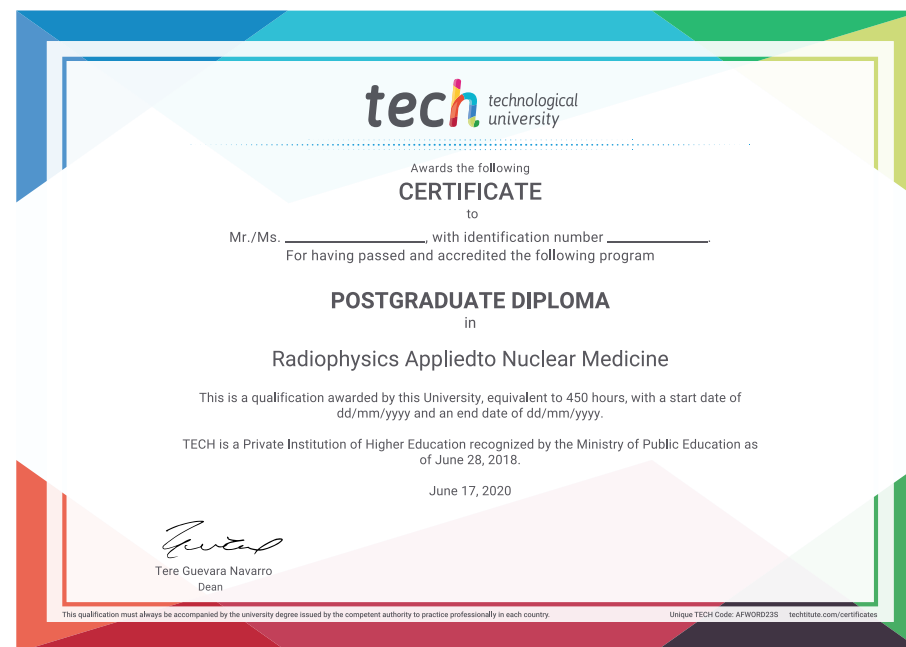 tech technological
university
Awards the following
CERTIFICATE
to
Mr./Ms. ____________________, with identification number ______________.
For having passed and accredited the following program
POSTGRADUATE DIPLOMA
in
Radiophysics Appliedto Nuclear Medicine
This is a qualification awarded by this University, equivalent to 450 hours, with a start date of
dd/mm/yyyy and an end date of dd/mm/yyyy.
TECH is a Private Institution of Higher Education recognized by the Ministry of Public Education as
of June 28, 2018.
June 17, 2020
Tere Guevara Navarro
Dean
This qualification must always be accompanied by the university degree issued by the competent authority to practice professionally in each country.
Unique TECH Code: AFWORD23S techtitute.com/certificates